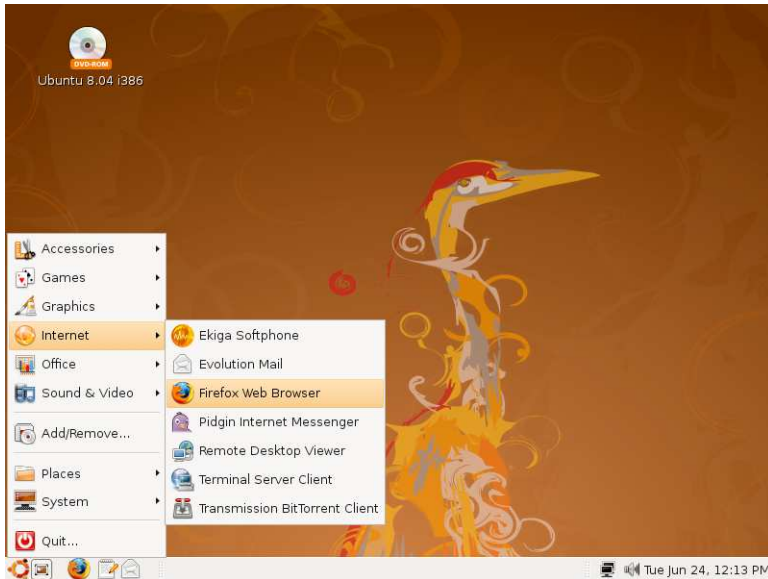 DVD-ROM
Ubuntu 8.04 i386
Accessories
Games
Graphics
Internet
Office
Sound & Video
Add/Remove...
Places
System
Quit...
Ekiga Softphone
Evolution Mail
Firefox Web Browser
Pidgin Internet Messenger
Remote Desktop Viewer
Terminal Server Client
Transmission BitTorrent Client
Tue Jun 24, 12:13 PM